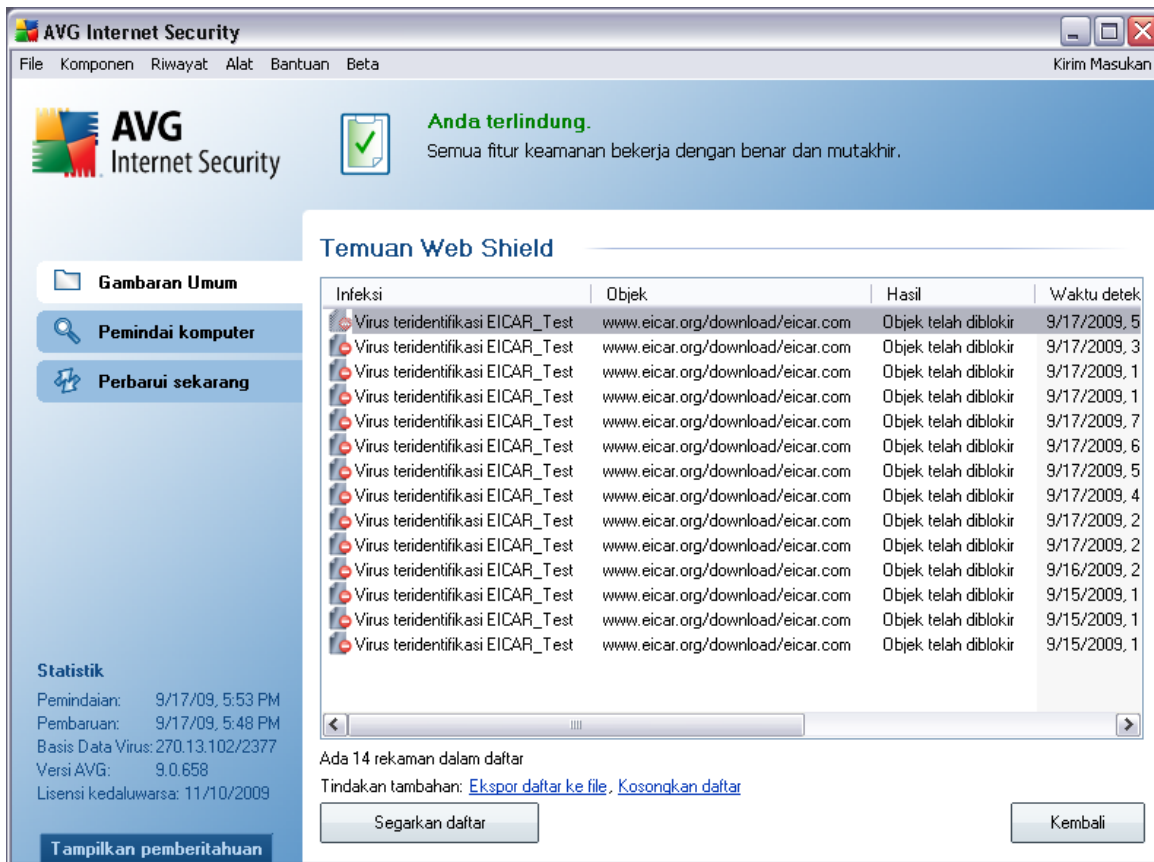 AVG Internet Security
File Komponen Riwayat Alat Bantuan Beta Kirim Masukan
AVG
Internet Security
Anda terlindung.
Semua fitur keamanan bekerja dengan benar dan mutakhir.
Gambaran Umum
Pemindai komputer
Perbarui sekarang
Temuan Web Shield
Infeksi Objek Hasil Waktu detek
Virus teridentifikasi EICAR_Test www.eicar.org/download/eicar.com Objek telah diblokir 9/17/2009, 5
Virus teridentifikasi EICAR_Test www.eicar.org/download/eicar.com Objek telah diblokir 9/17/2009, 3
Virus teridentifikasi EICAR_Test www.eicar.org/download/eicar.com Objek telah diblokir 9/17/2009, 1
Virus teridentifikasi EICAR_Test www.eicar.org/download/eicar.com Objek telah diblokir 9/17/2009, 1
Virus teridentifikasi EICAR_Test www.eicar.org/download/eicar.com Objek telah diblokir 9/17/2009, 7
Virus teridentifikasi EICAR_Test www.eicar.org/download/eicar.com Objek telah diblokir 9/17/2009, 6
Virus teridentifikasi EICAR_Test www.eicar.org/download/eicar.com Objek telah diblokir 9/17/2009, 5
Virus teridentifikasi EICAR_Test www.eicar.org/download/eicar.com Objek telah diblokir 9/17/2009, 4
Virus teridentifikasi EICAR_Test www.eicar.org/download/eicar.com Objek telah diblokir 9/17/2009, 2
Virus teridentifikasi EICAR_Test www.eicar.org/download/eicar.com Objek telah diblokir 9/17/2009, 2
Virus teridentifikasi EICAR_Test www.eicar.org/download/eicar.com Objek telah diblokir 9/16/2009, 2
Virus teridentifikasi EICAR_Test www.eicar.org/download/eicar.com Objek telah diblokir 9/15/2009, 1
Virus teridentifikasi EICAR_Test www.eicar.org/download/eicar.com Objek telah diblokir 9/15/2009, 1
Virus teridentifikasi EICAR_Test www.eicar.org/download/eicar.com Objek telah diblokir 9/15/2009, 1
Ada 14 rekaman dalam daftar
Tindakan tambahan: Ekspor daftar ke file, Kosongkan daftar
Segarkan daftar
Kembali
Statistik
Pemindaian: 9/17/09, 5:53 PM
Pembaruan: 9/17/09, 5:48 PM
Basis Data Virus: 270.13.102/2377
Versi AVG: 9.0.658
Lisensi kedaluwarsa: 11/10/2009
Tampilkan pemberitahuan